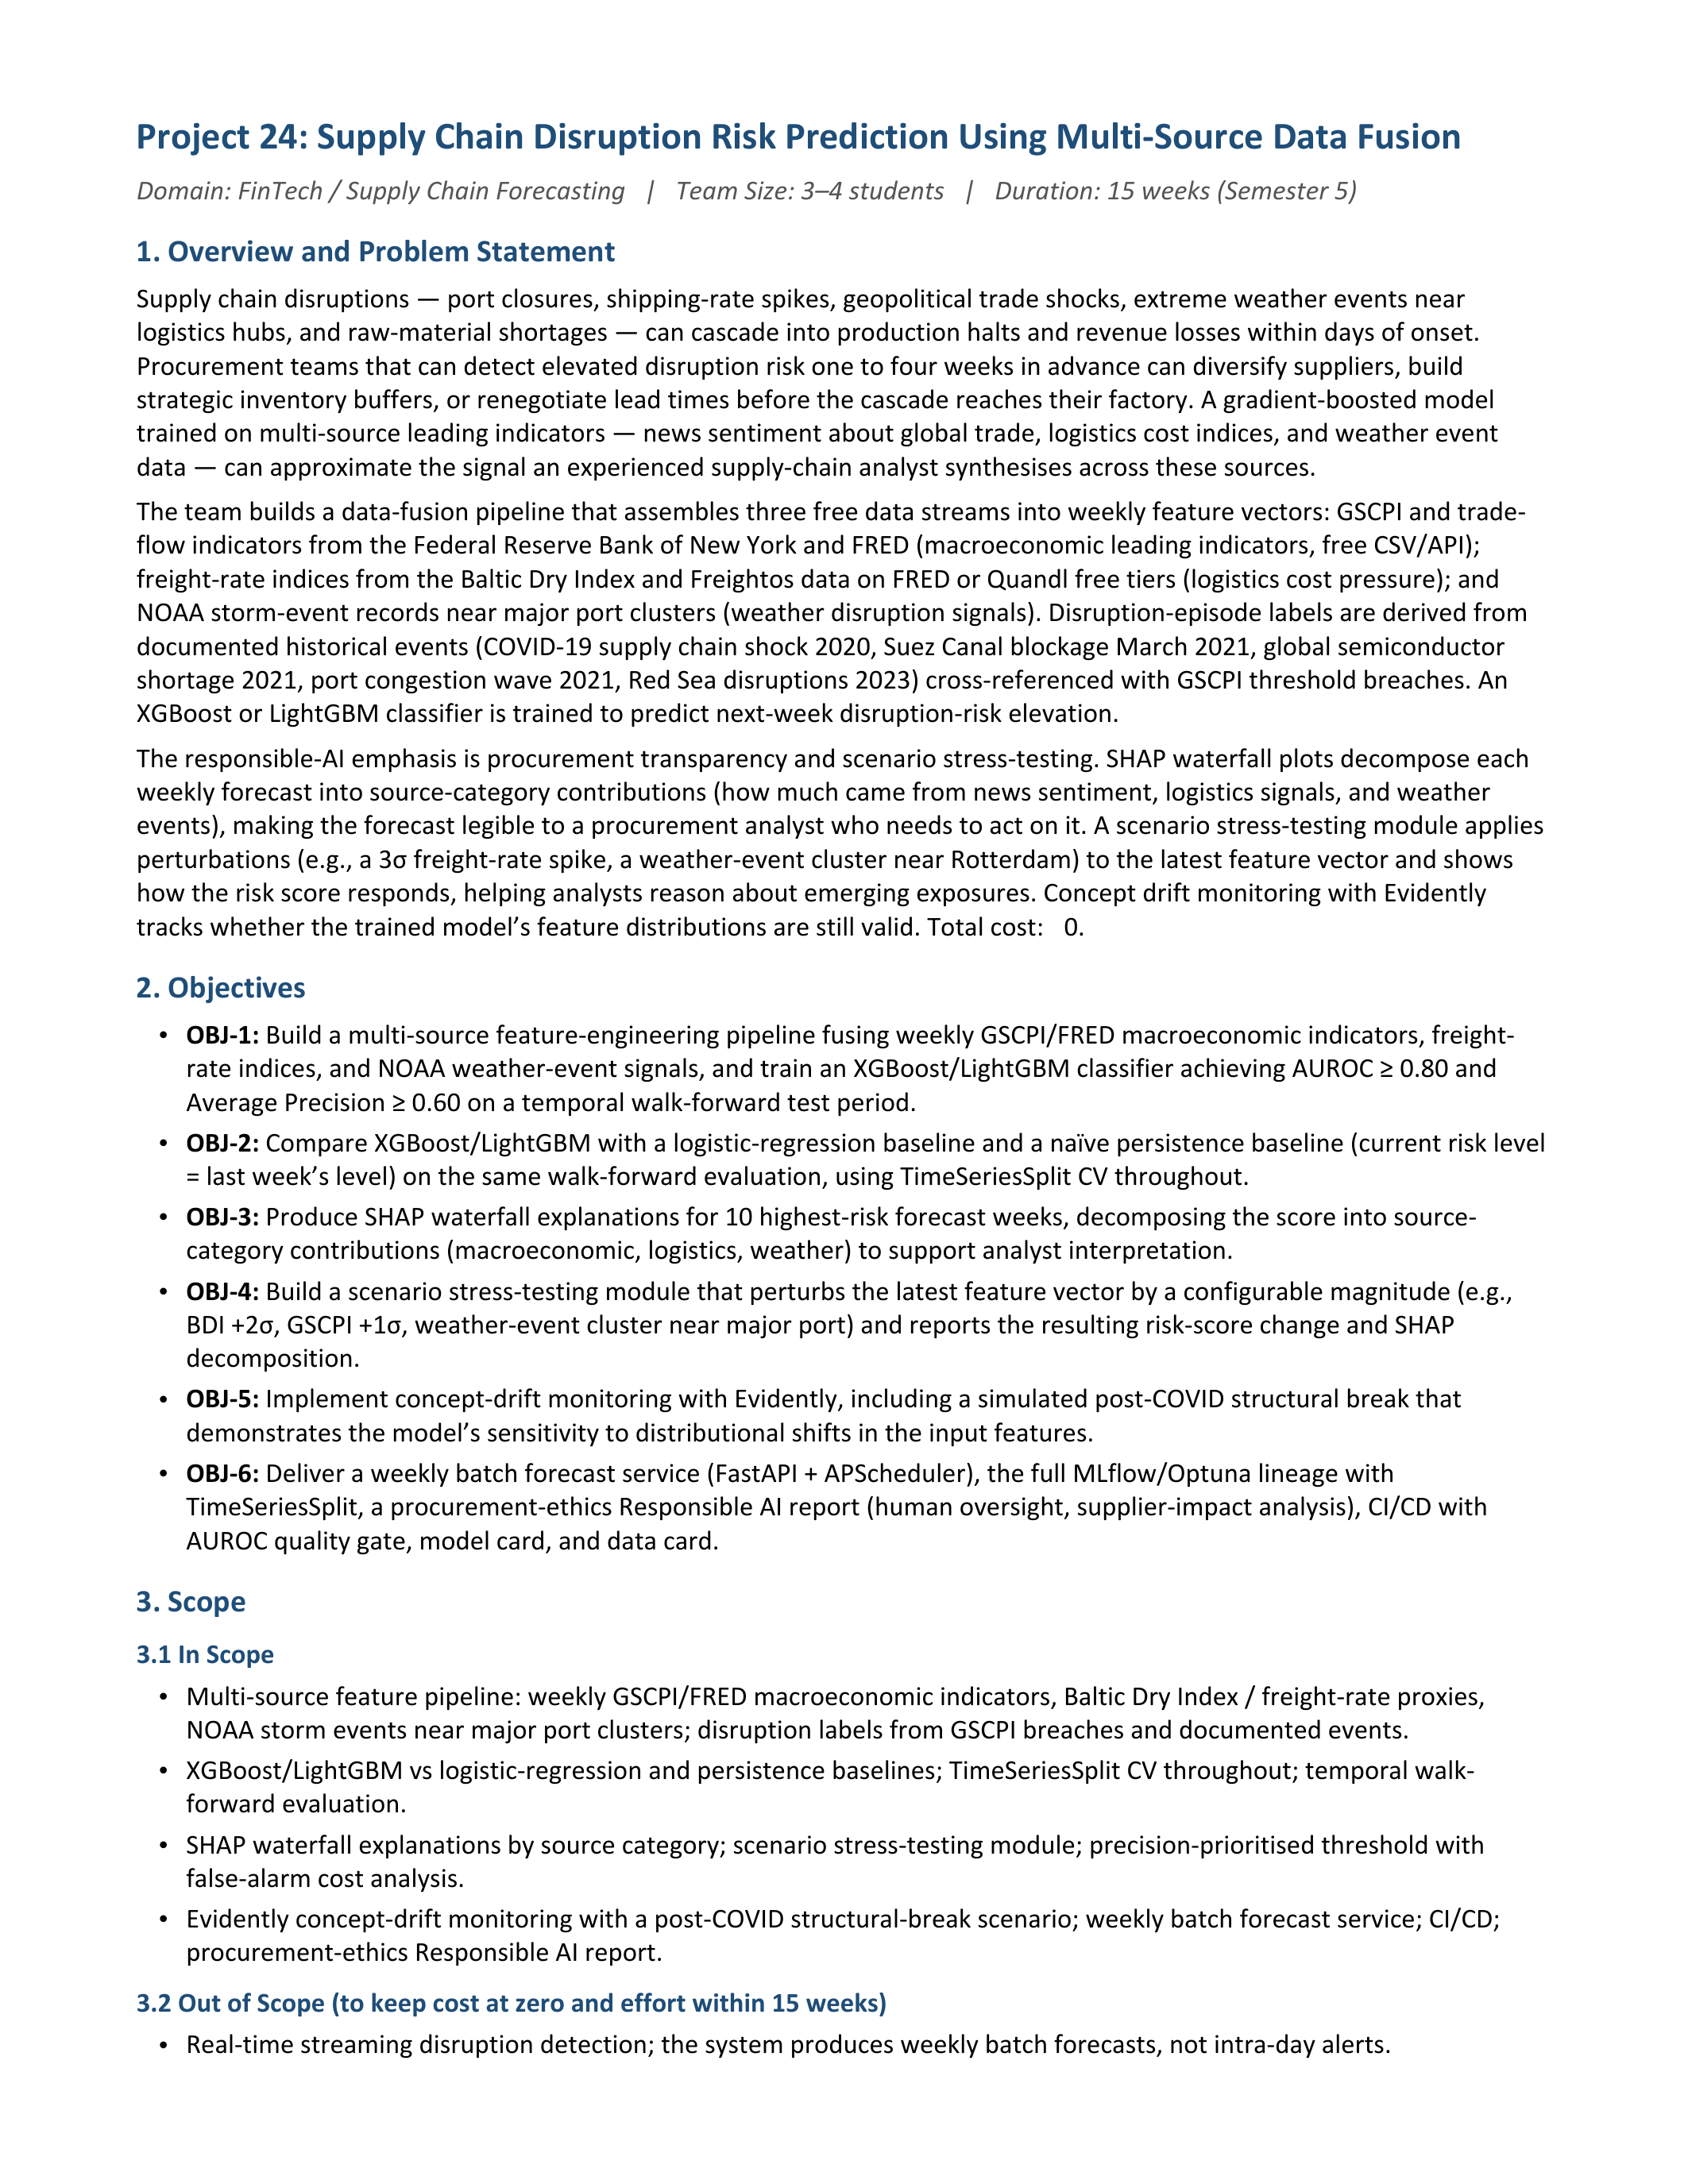 Project 24: Supply Chain Disruption Risk Prediction Using Multi-Source Data Fusion
Domain: FinTech / Supply Chain Forecasting | Team Size: 3–4 students | Duration: 15 weeks (Semester 5)
1. Overview and Problem Statement
Supply chain disruptions — port closures, shipping-rate spikes, geopolitical trade shocks, extreme weather events near
logistics hubs, and raw-material shortages — can cascade into production halts and revenue losses within days of onset.
Procurement teams that can detect elevated disruption risk one to four weeks in advance can diversify suppliers, build
strategic inventory buffers, or renegotiate lead times before the cascade reaches their factory. A gradient-boosted model
trained on multi-source leading indicators — news sentiment about global trade, logistics cost indices, and weather event
data — can approximate the signal an experienced supply-chain analyst synthesises across these sources.
The team builds a data-fusion pipeline that assembles three free data streams into weekly feature vectors: GSCPI and trade-
flow indicators from the Federal Reserve Bank of New York and FRED (macroeconomic leading indicators, free CSV/API);
freight-rate indices from the Baltic Dry Index and Freightos data on FRED or Quandl free tiers (logistics cost pressure); and
NOAA storm-event records near major port clusters (weather disruption signals). Disruption-episode labels are derived from
documented historical events (COVID-19 supply chain shock 2020, Suez Canal blockage March 2021, global semiconductor
shortage 2021, port congestion wave 2021, Red Sea disruptions 2023) cross-referenced with GSCPI threshold breaches. An
XGBoost or LightGBM classifier is trained to predict next-week disruption-risk elevation.
The responsible-AI emphasis is procurement transparency and scenario stress-testing. SHAP waterfall plots decompose each
weekly forecast into source-category contributions (how much came from news sentiment, logistics signals, and weather
events), making the forecast legible to a procurement analyst who needs to act on it. A scenario stress-testing module applies
perturbations (e.g., a 3σ freight-rate spike, a weather-event cluster near Rotterdam) to the latest feature vector and shows
how the risk score responds, helping analysts reason about emerging exposures. Concept drift monitoring with Evidently
tracks whether the trained model’s feature distributions are still valid. Total cost: 0.
2. Objectives
• OBJ-1: Build a multi-source feature-engineering pipeline fusing weekly GSCPI/FRED macroeconomic indicators, freight-
rate indices, and NOAA weather-event signals, and train an XGBoost/LightGBM classifier achieving AUROC ≥ 0.80 and
Average Precision ≥ 0.60 on a temporal walk-forward test period.
• OBJ-2: Compare XGBoost/LightGBM with a logistic-regression baseline and a naïve persistence baseline (current risk level
= last week’s level) on the same walk-forward evaluation, using TimeSeriesSplit CV throughout.
• OBJ-3: Produce SHAP waterfall explanations for 10 highest-risk forecast weeks, decomposing the score into source-
category contributions (macroeconomic, logistics, weather) to support analyst interpretation.
• OBJ-4: Build a scenario stress-testing module that perturbs the latest feature vector by a configurable magnitude (e.g.,
BDI +2σ, GSCPI +1σ, weather-event cluster near major port) and reports the resulting risk-score change and SHAP
decomposition.
• OBJ-5: Implement concept-drift monitoring with Evidently, including a simulated post-COVID structural break that
demonstrates the model’s sensitivity to distributional shifts in the input features.
• OBJ-6: Deliver a weekly batch forecast service (FastAPI + APScheduler), the full MLflow/Optuna lineage with
TimeSeriesSplit, a procurement-ethics Responsible AI report (human oversight, supplier-impact analysis), CI/CD with
AUROC quality gate, model card, and data card.
3. Scope
3.1 In Scope
• Multi-source feature pipeline: weekly GSCPI/FRED macroeconomic indicators, Baltic Dry Index / freight-rate proxies,
NOAA storm events near major port clusters; disruption labels from GSCPI breaches and documented events.
• XGBoost/LightGBM vs logistic-regression and persistence baselines; TimeSeriesSplit CV throughout; temporal walk-
forward evaluation.
• SHAP waterfall explanations by source category; scenario stress-testing module; precision-prioritised threshold with
false-alarm cost analysis.
• Evidently concept-drift monitoring with a post-COVID structural-break scenario; weekly batch forecast service; CI/CD;
procurement-ethics Responsible AI report.
3.2 Out of Scope (to keep cost at zero and effort within 15 weeks)
• Real-time streaming disruption detection; the system produces weekly batch forecasts, not intra-day alerts.